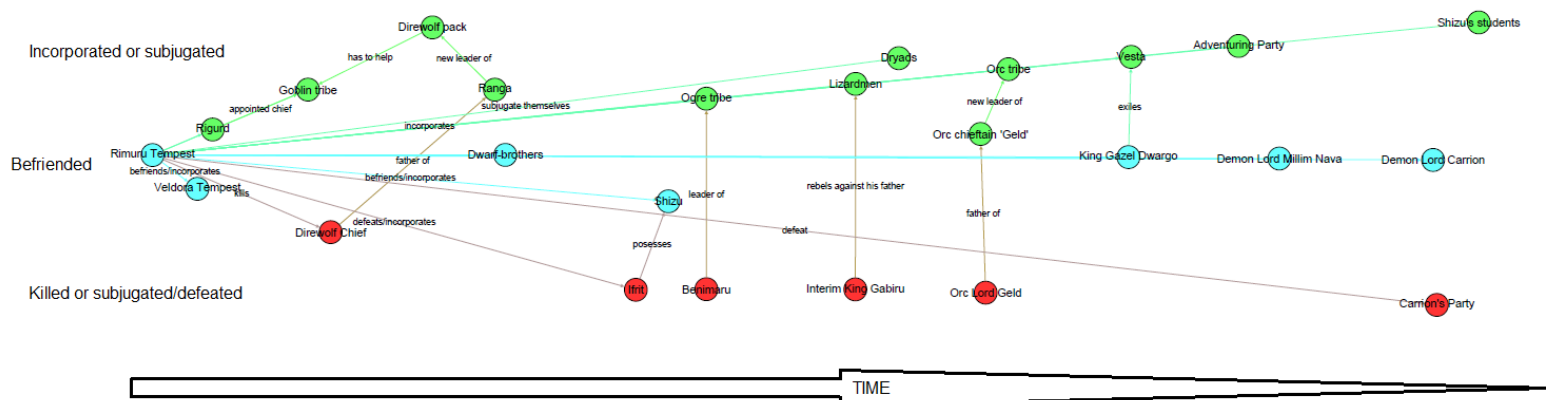 Shizu's students
Direwolf pack
Adventuring Party
Incorporated or subjugated
has to help
new leader of
Dryads
Vesta
Orc tribe
Lizardmen
Goblin tribe
Ranga
Ogre tribe
subjugate themselves
appointed chief
new leader of
exiles
Rigurd
incorporates
Orc chieftain 'Geld'
Befriended
Rimuru Tempest
Dwarf-brothers
King Gazel Dwargo
Demon Lord Millim Nava
Demon Lord Carrion
father of
befriends/incorporates
befriends/incorporates
Veldora Tempest
kills
leader of
rebels against his father
Shizu
father of
defeats/incorporates
Direwolf Chief
defeat
posesses
Killed or subjugated/defeated
Ifrit
Benimaru
Interim King Gabiru
Orc Lord Geld
Carrion's Party
TIME